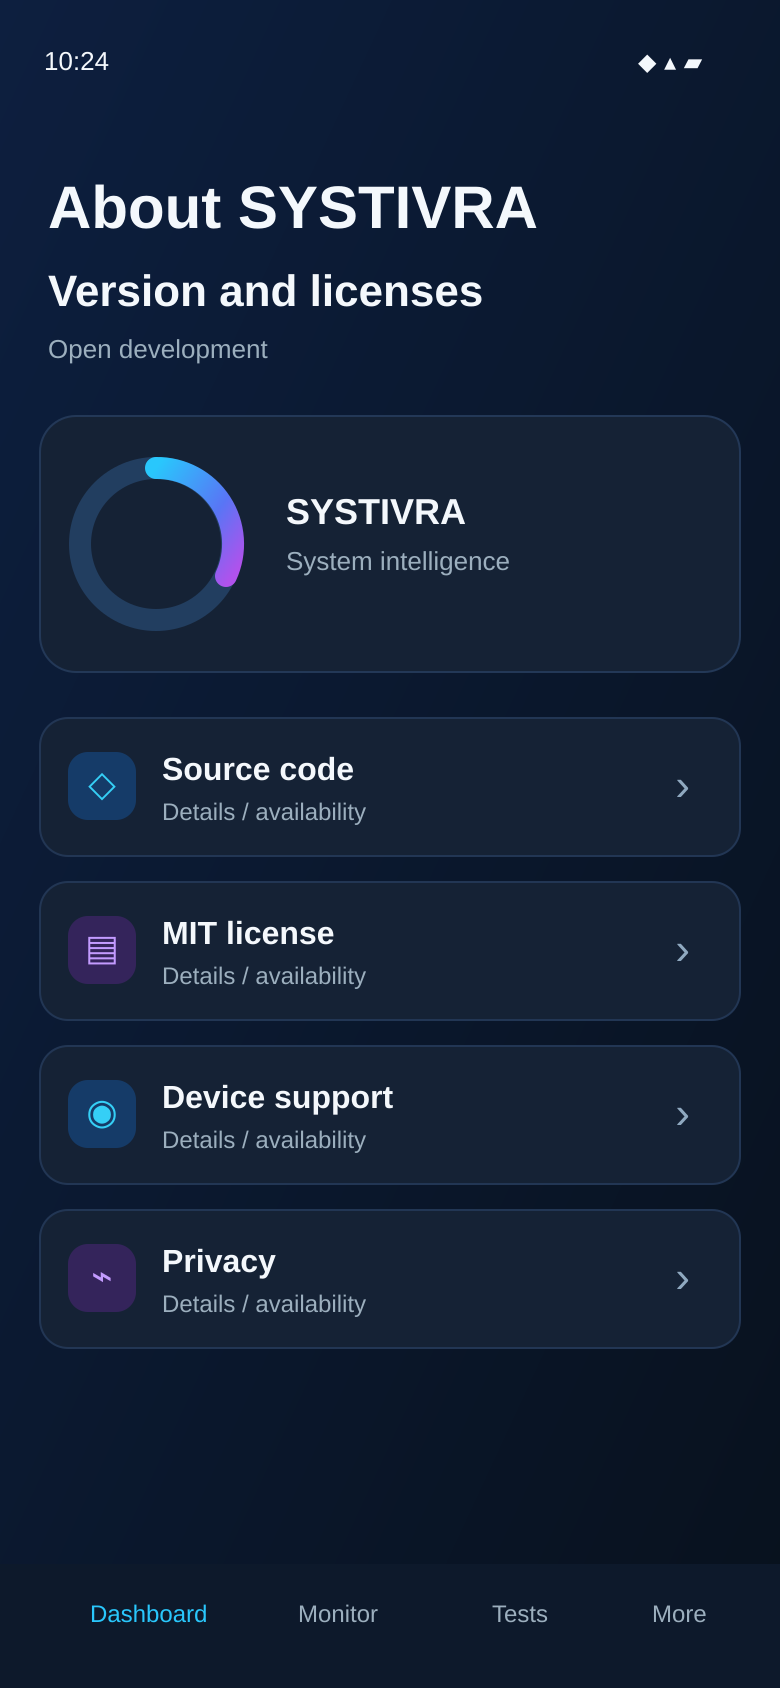 10:24
About SYSTIVRA
Version and licenses
Open development
SYSTIVRA
System intelligence
Source code
Details / availability
MIT license
Details / availability
Device support
Details / availability
Privacy
Details / availability
Dashboard Monitor Tests More